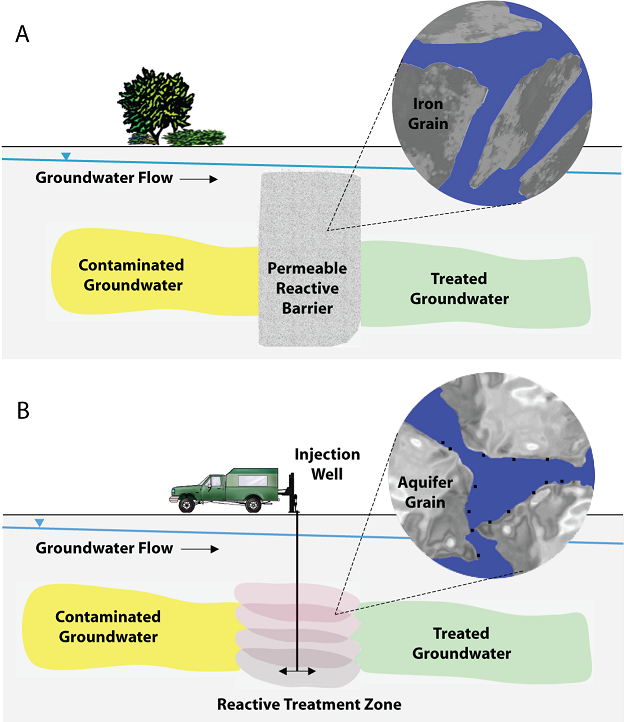 A
Iron
Grain
Groundwater Flow
Contaminated
Groundwater
Permeable
Reactive
Barrier
Treated
Groundwater
B
Injection
Well
Aquifer
Grain
Groundwater Flow
Contaminated
Groundwater
Treated
Groundwater
Reactive Treatment Zone